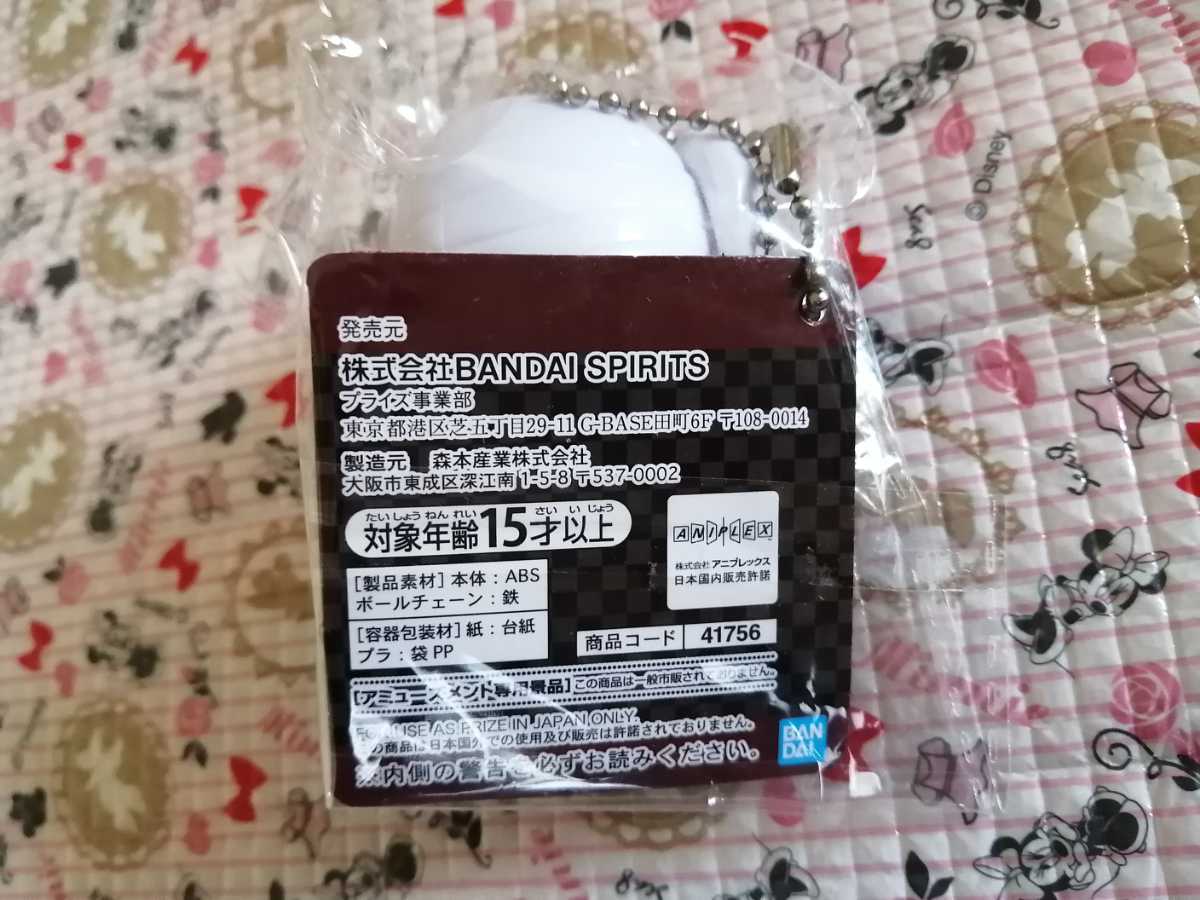 発売元
株式会社BANDAI SPIRITS
プライズ事業部
東京都港区芝五丁目29-11 G-BASE田町6F 〒108-0014
製造元 森本産業株式会社
大阪市東成区深江南1-5-8 〒537-0002
たいしょうねんれい さいいじょう
対象年齢15才以上
ANIPLEX
株式会社アニプレックス
日本国内販売許諾
[製品素材]本体:ABS
ボールチェーン:鉄
[容器包装材]紙:台紙
プラ:袋PP
商品コード 41756
[アミューズメント専用景品]この商品は一般市販されておりません。
FOR USE AS PRIZE IN JAPAN ONLY.
この商品は日本国外での使用及び販売は許諾されておりません。
※内側の警告を必ずお読みください。
BAN
DAI
©Disney